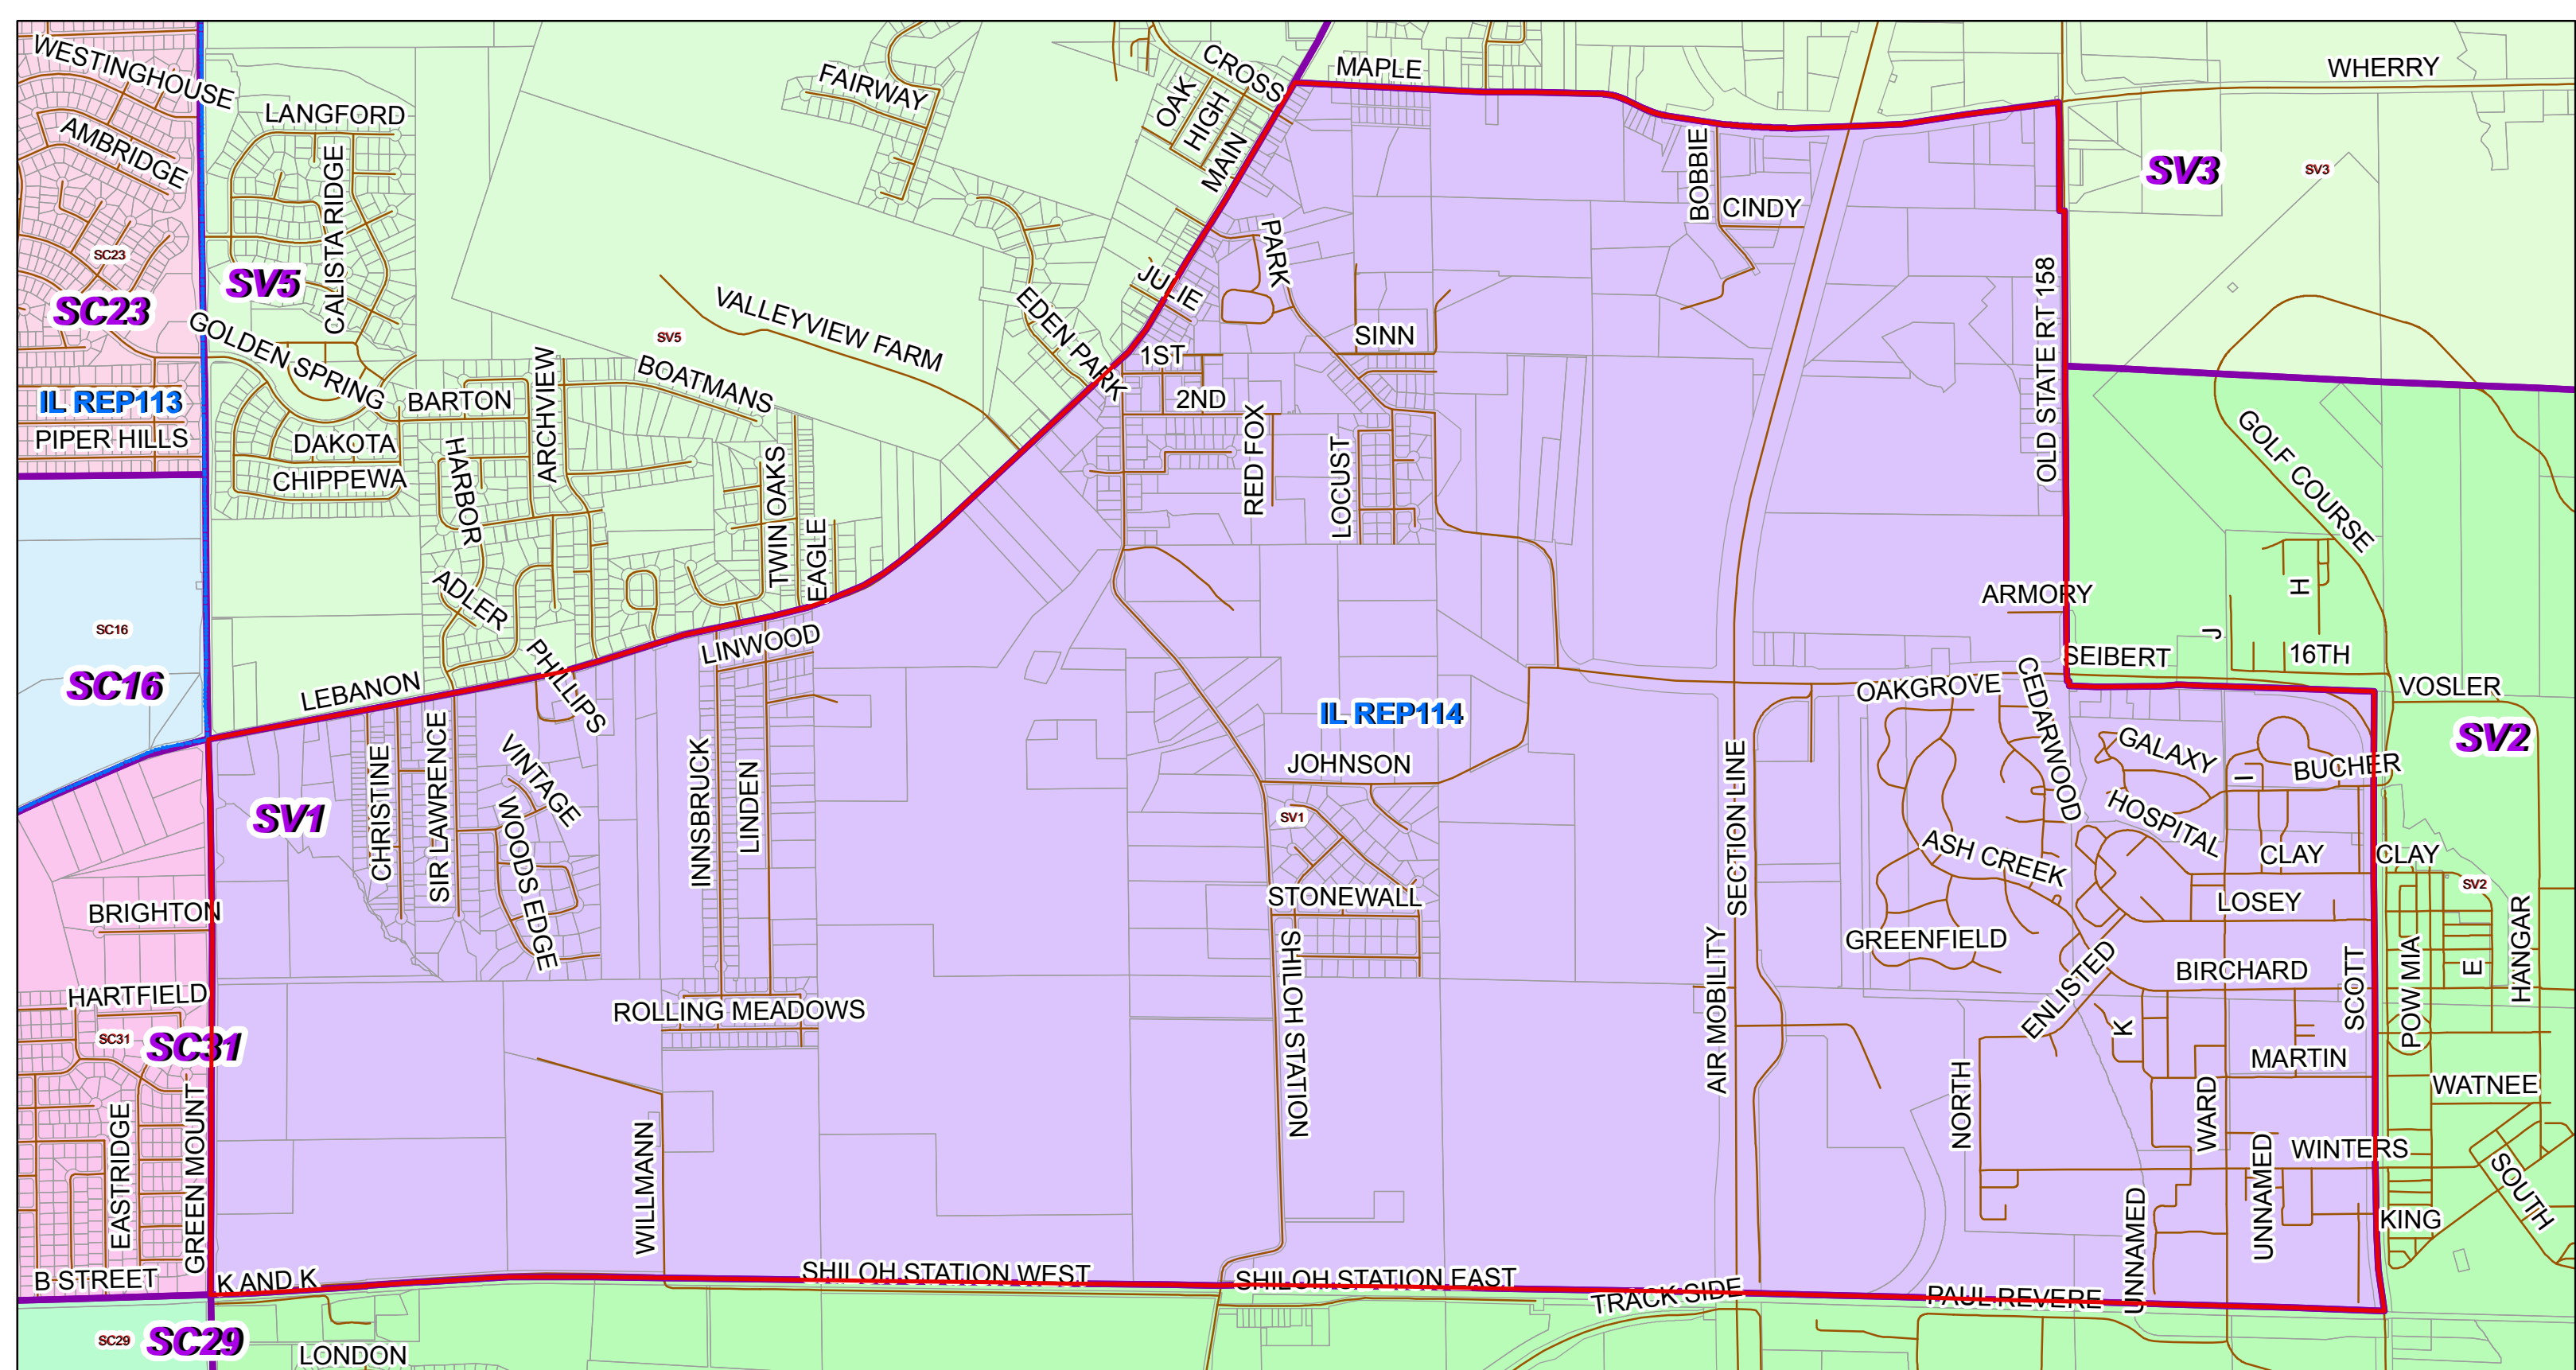 WESTINGHOUSE
CROSS
MAPLE
WHERRY
FAIRWAY
OAK
HIGH
MAIN
LANGFORD
AMBRIDGE
CALISTA RIDGE
BOBBIE
CINDY
SV3
SV3
SC23
SC23
SV5
PARK
JULIE
OLD STATE RT 158
GOLDEN SPRING
VALLEYVIEW FARM
SV5
EDEN PARK
SINN
1ST
2ND
IL REP113
PIPER HILLS
BARTON
ARCHVIEW
BOATMANS
DAKOTA
CHIPPEWA
HARBOR
TWIN OAKS
EAGLE
RED FOX
LOCUST
GOLF COURSE
ADLER
ARMORY
H
J
16TH
SEIBERT
SC16
SC16
LEBANON
PHILLIPS
LINWOOD
IL REP114
OAKGROVE
CEDARWOOD
VOSLER
SV2
GALAXY
I
BUCHER
SV1
CHRISTINE
SIR LAWRENCE
VINTAGE
WOODS EDGE
INNSBRUCK
LINDEN
JOHNSON
SV1
SECTION LINE
HOSPITAL
ASH CREEK
CLAY
CLAY
SV2
STONEWALL
LOSEY
BRIGHTON
GREENFIELD
HANGAR
HARTFIELD
SHILOH STATION
AIR MOBILITY
ENLISTED
BIRCHARD
SCOTT
POW MIA
E
ROLLING MEADOWS
SC31
SC31
K
MARTIN
WATNEE
EASTRIDGE
GREEN MOUNT
WILLMANN
NORTH
WARD
UNNAMED
WINTERS
SOUTH
UNNAMED
KING
B STREET
K AND K
SHILOH STATION WEST
SHILOH STATION EAST
TRACK SIDE
PAUL REVERE
SC29
SC29
LONDON